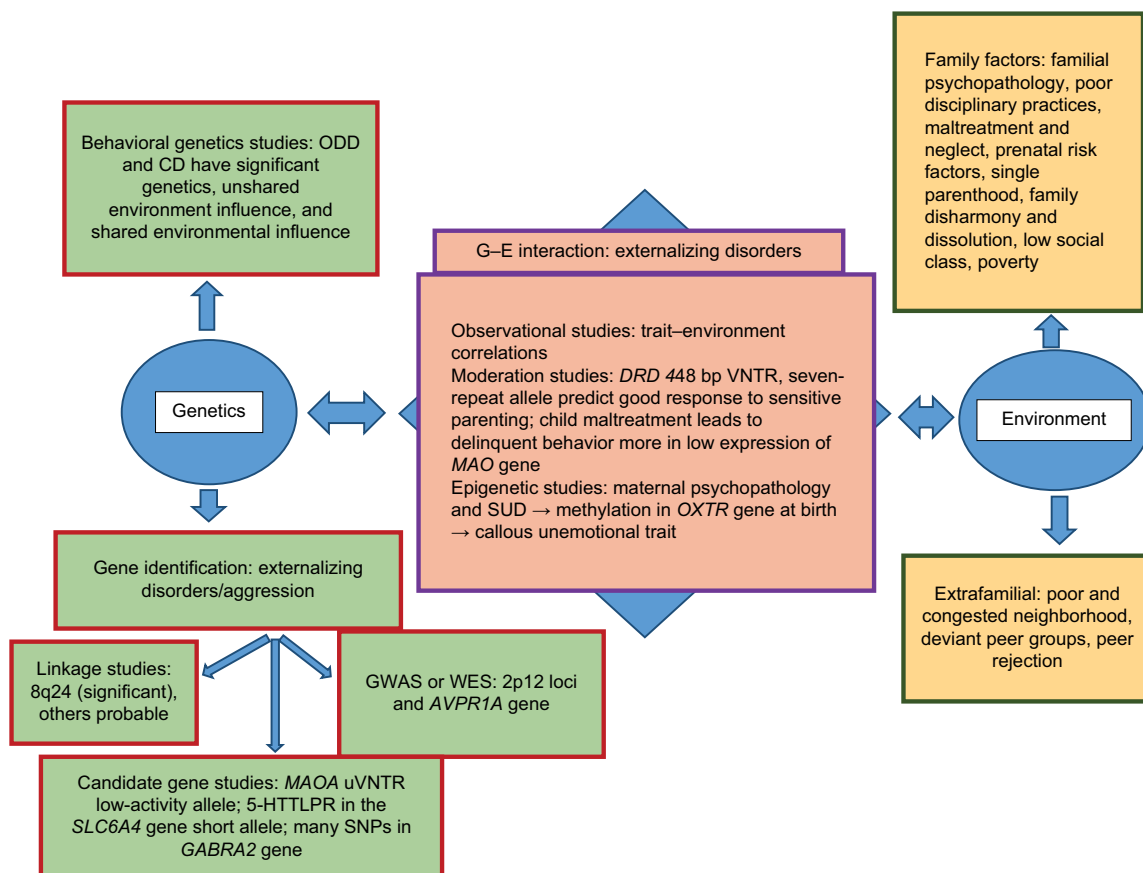 Behavioral genetics studies: ODD
and CD have significant
genetics, unshared
environment influence, and
shared environmental influence
Genetics
Gene identification: externalizing
disorders/aggression
Linkage studies:
8q24 (significant),
others probable
GWAS or WES: 2p12 loci
and AVPR1A gene
Candidate gene studies: MAOA uVNTR
low-activity allele; 5-HTTLPR in the
SLC6A4 gene short allele; many SNPs in
GABRA2 gene
G–E interaction: externalizing disorders
Observational studies: trait–environment
correlations
Moderation studies: DRD 448 bp VNTR, seven-
repeat allele predict good response to sensitive
parenting; child maltreatment leads to
delinquent behavior more in low expression of
MAO gene
Epigenetic studies: maternal psychopathology
and SUD → methylation in OXTR gene at birth
→ callous unemotional trait
Family factors: familial
psychopathology, poor
disciplinary practices,
maltreatment and
neglect, prenatal risk
factors, single
parenthood, family
disharmony and
dissolution, low social
class, poverty
Environment
Extrafamilial: poor and
congested neighborhood,
deviant peer groups, peer
rejection